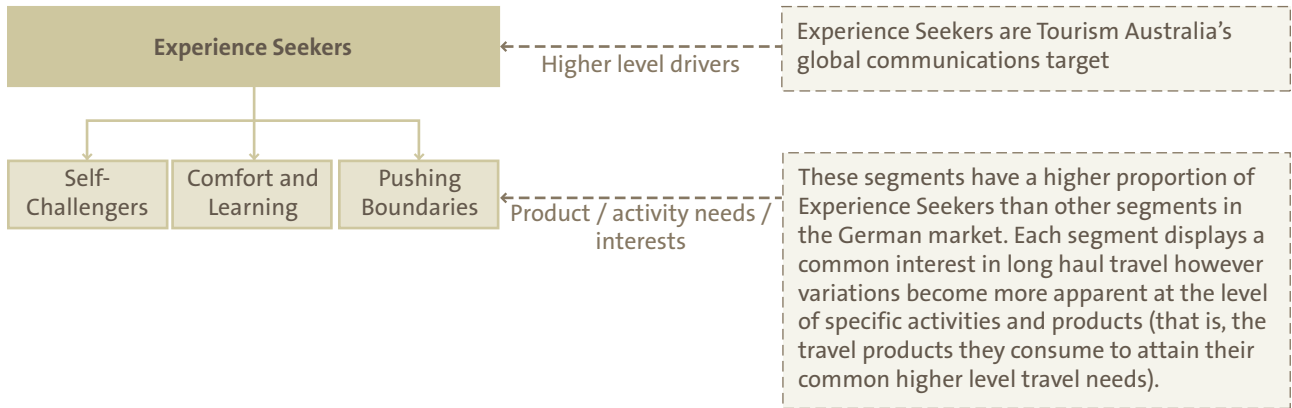 Experience Seekers
Higher level drivers
Experience Seekers are Tourism Australia’s
global communications target
Self-
Challengers
Comfort and
Learning
Pushing
Boundaries
Product / activity needs /
interests
These segments have a higher proportion of
Experience Seekers than other segments in
the German market. Each segment displays a
common interest in long haul travel however
variations become more apparent at the level
of specific activities and products (that is, the
travel products they consume to attain their
common higher level travel needs).